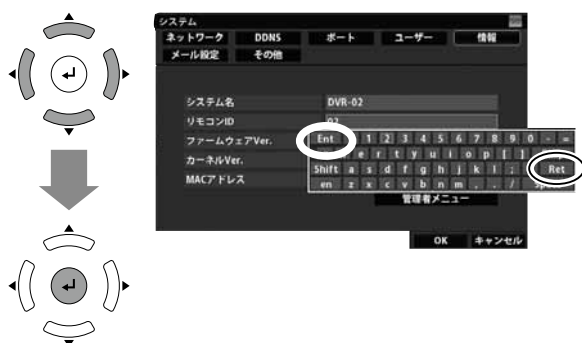 システム
ネットワーク DDNS ポート ユーザー 情報
メール設定 その他
システム名 DVR-02
リモコンID 02
ファームウェアVer.
カーネルVer.
MACアドレス
Ent 1 2 3 4 5 6 7 8 9 0 - =
e r t y u i o p [ ]
Shift a s d f g h j k l ; Ret
en z x c v b n m , . /
管理者メニュー
OK キャンセル